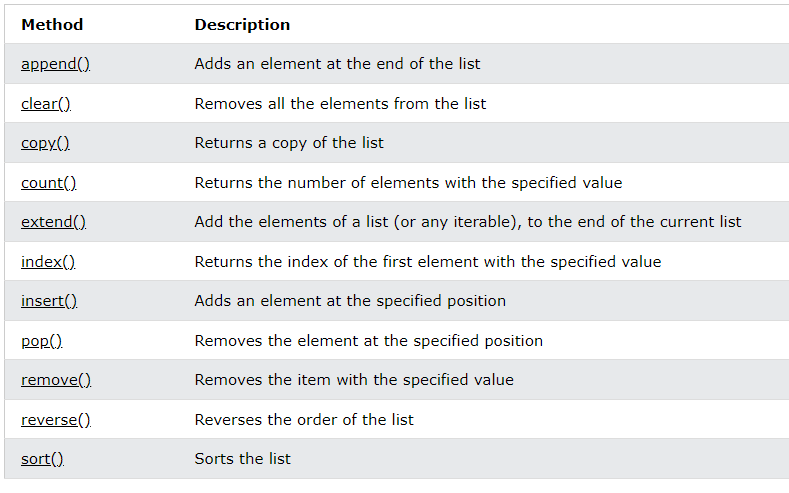 Method Description
append() Adds an element at the end of the list
clear() Removes all the elements from the list
copy() Returns a copy of the list
count() Returns the number of elements with the specified value
extend() Add the elements of a list (or any iterable), to the end of the current list
index() Returns the index of the first element with the specified value
insert() Adds an element at the specified position
pop() Removes the element at the specified position
remove() Removes the item with the specified value
reverse() Reverses the order of the list
sort() Sorts the list